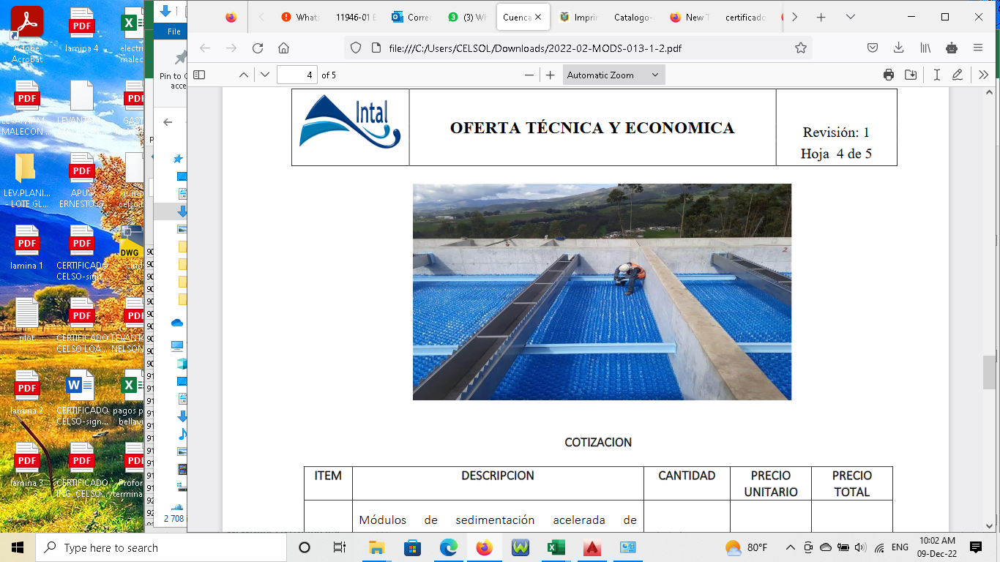 Adobe
Acrobat
lamina 4
electri
malec
LEVANTAM...
MALECON ...
GAST
LEV.PLANI...
- LOTE GL...
APUS
ERNESTO...
lamina 1
CERTIFICADO
CELSO-sign...
DWG
plot
CERTIFICADO
CELSO LOA...
LEVANTA
NELSON
lamina 2
CERTIFICADO
CELSO-sign...
pagos p
bellavi
lamina 3
CERTIFICADO
ING. CELSO...
Profor
termina
File
Pin to Q
acce
2 708 i
Whats
11946-01 E
Correo
(3) Wh
Cuenca
Impri
Catalogo
New T
certificado
file:///C:/Users/CELSOL/Downloads/2022-02-MODS-013-1-2.pdf
4 of 5
Automatic Zoom
Intal
OFERTA TÉCNICA Y ECONOMICA
Revisión: 1
Hoja 4 de 5
2
COTIZACION
ITEM DESCRIPCION CANTIDAD PRECIO UNITARIO PRECIO TOTAL
Módulos de sedimentación acelerada de
Type here to search
80°F
ENG
10:02 AM
09-Dec-22